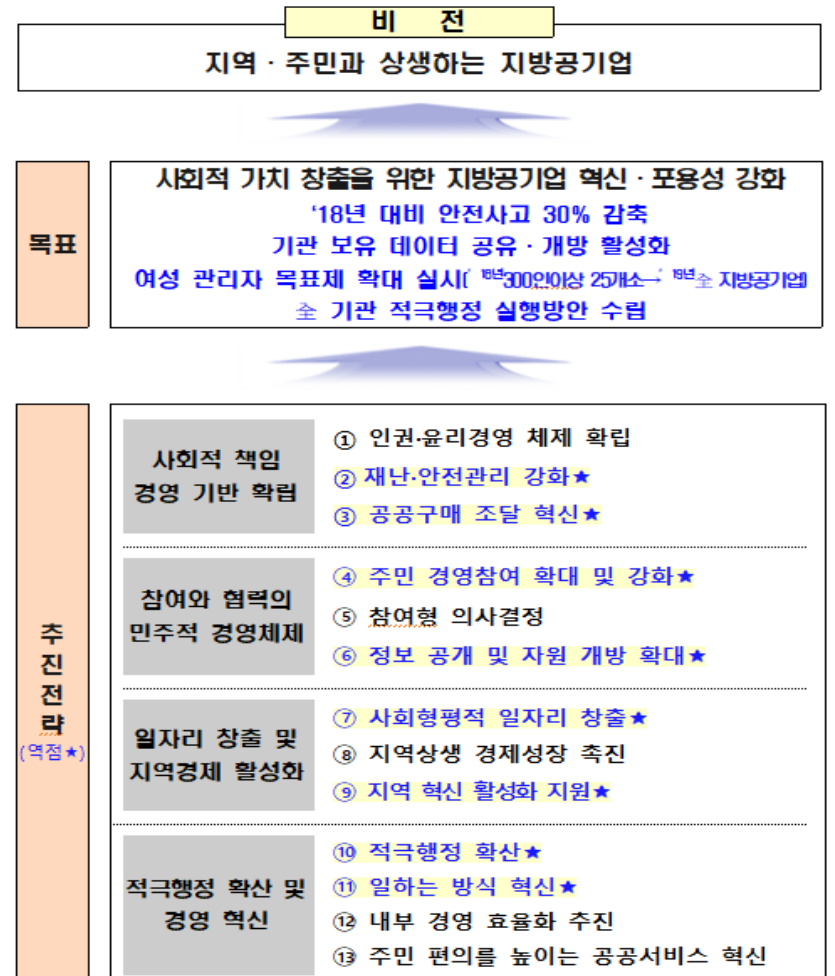 비 전
지역 · 주민과 상생하는 지방공기업
목표
사회적 가치 창출을 위한 지방공기업 혁신 · 포용성 강화
‘18년 대비 안전사고 30% 감축
기관 보유 데이터 공유 · 개방 활성화
여성 관리자 목표제 확대 실시(‘18년300인이상 25개소→‘19년全 지방공기업)
全 기관 적극행정 실행방안 수립
추진전략
(역점★)
사회적 책임
경영 기반 확립
① 인권·윤리경영 체제 확립
② 재난·안전관리 강화★
③ 공공구매 조달 혁신★
참여와 협력의
민주적 경영체제
④ 주민 경영참여 확대 및 강화★
⑤ 참여형 의사결정
⑥ 정보 공개 및 자원 개방 확대★
일자리 창출 및
지역경제 활성화
⑦ 사회형평적 일자리 창출★
⑧ 지역상생 경제성장 촉진
⑨ 지역 혁신 활성화 지원★
적극행정 확산 및
경영 혁신
⑩ 적극행정 확산★
⑪ 일하는 방식 혁신★
⑫ 내부 경영 효율화 추진
⑬ 주민 편의를 높이는 공공서비스 혁신